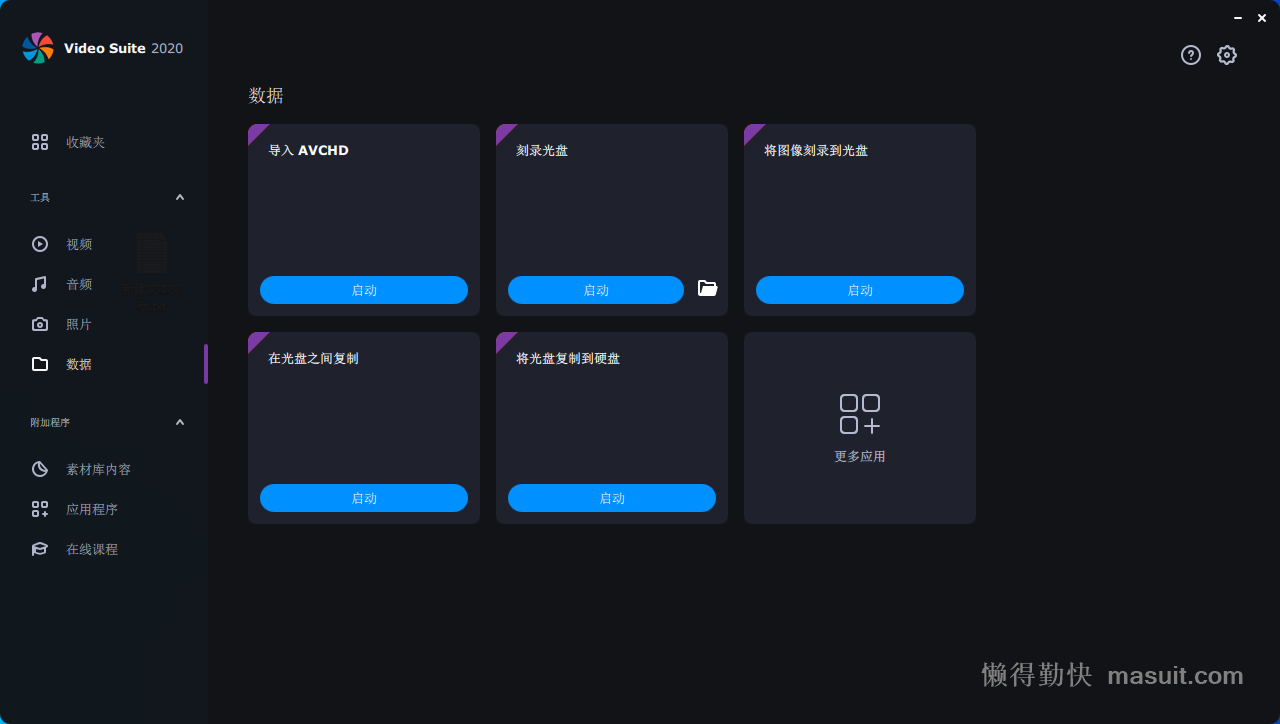 Video Suite 2020
收藏夹
工具
视频
音频
照片
数据
附加程序
素材库内容
应用程序
在线课程
数据
导入 AVCHD
启动
刻录光盘
启动
将图像刻录到光盘
启动
在光盘之间复制
启动
将光盘复制到硬盘
启动
更多应用
懒得勤快 masuit.com